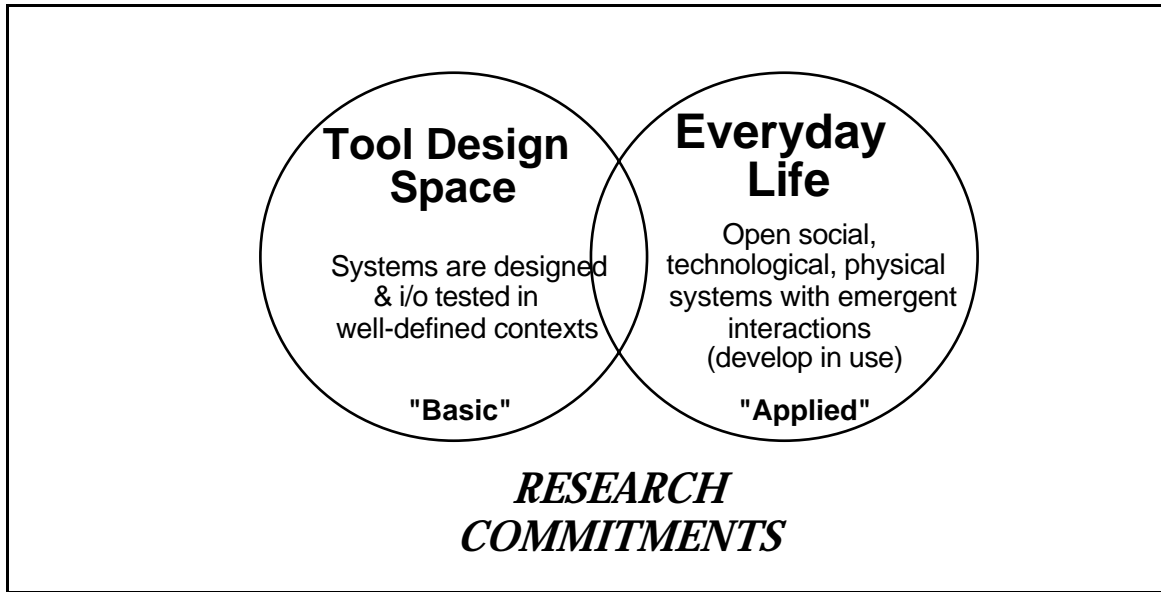 Tool Design
Space
Systems are designed
& i/o tested in
well-defined contexts
"Basic"
Everyday
Life
Open social,
technological, physical
systems with emergent
interactions
(develop in use)
"Applied"
RESEARCH
COMMITMENTS